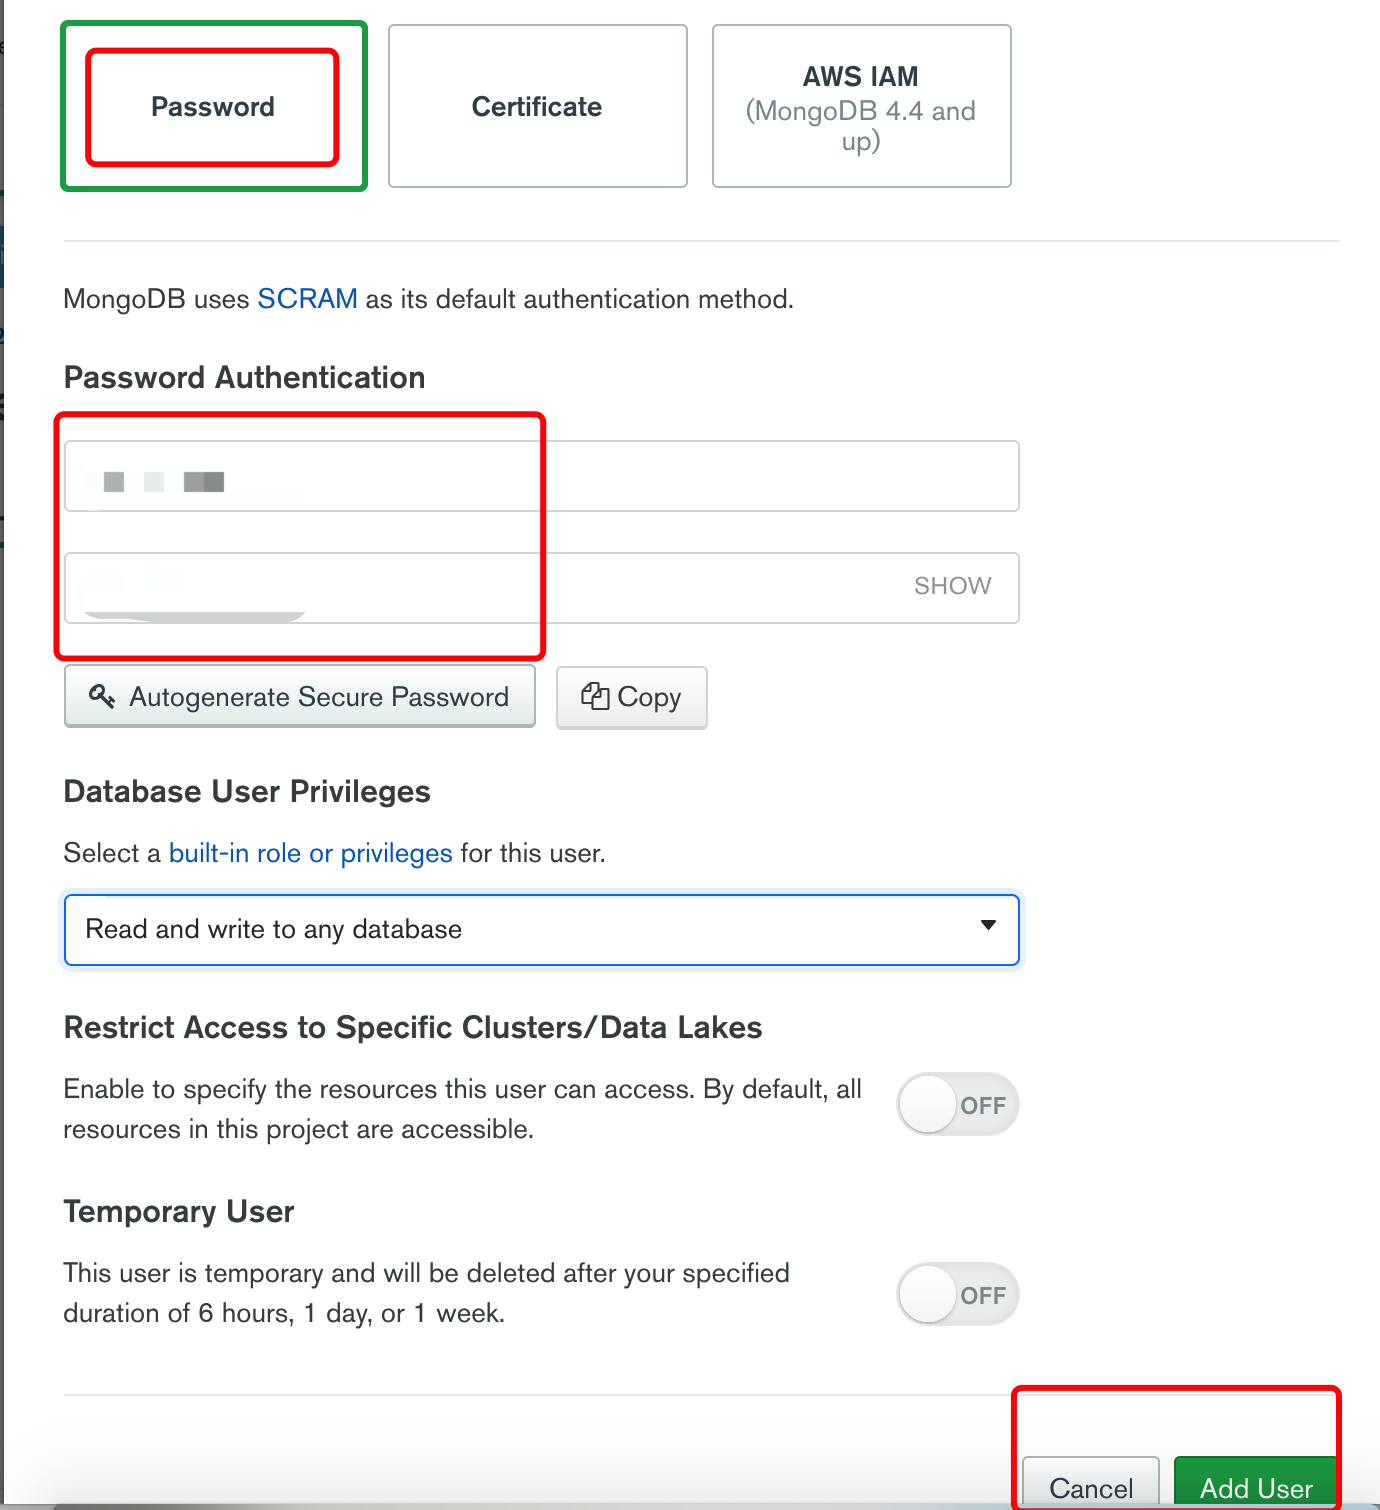 Password
Certificate
AWS IAM
(MongoDB 4.4 and
up)
MongoDB uses SCRAM as its default authentication method.
Password Authentication
SHOW
Autogenerate Secure Password
Copy
Database User Privileges
Select a built-in role or privileges for this user.
Read and write to any database
Restrict Access to Specific Clusters/Data Lakes
Enable to specify the resources this user can access. By default, all
resources in this project are accessible.
OFF
Temporary User
This user is temporary and will be deleted after your specified
duration of 6 hours, 1 day, or 1 week.
OFF
Cancel
Add User